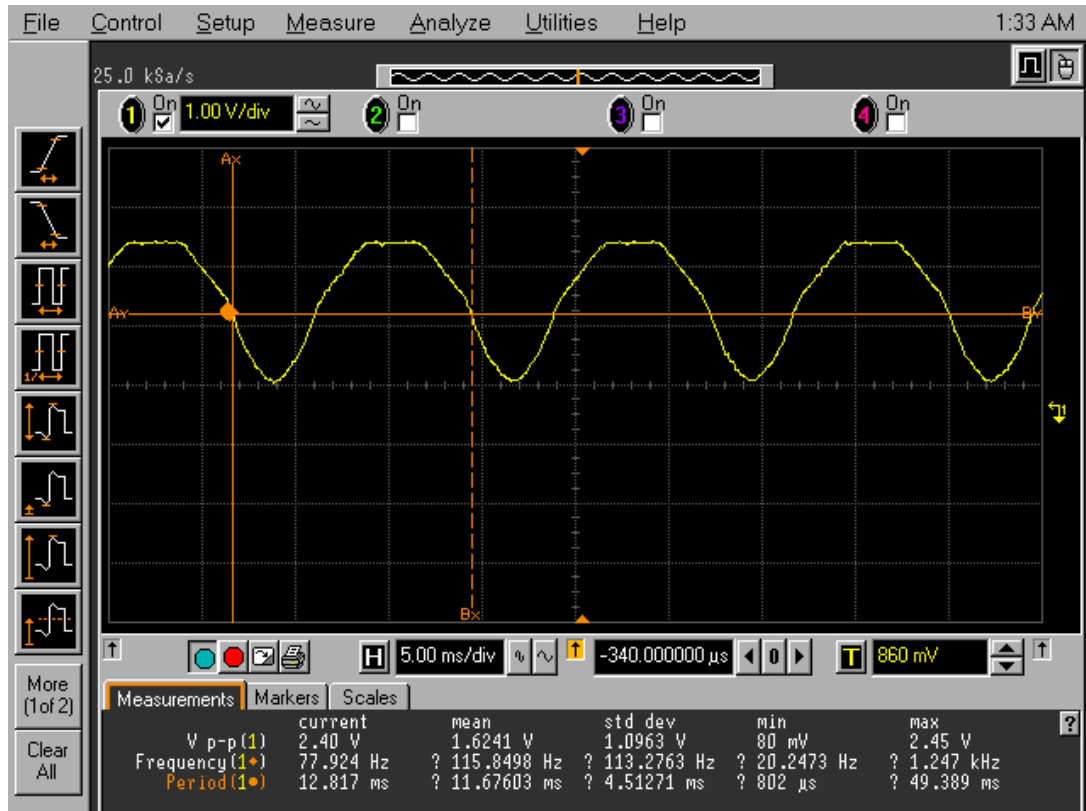 File Control Setup Measure Analyze Utilities Help 1:33 AM
25.0 kSa/s
1 On 1.00 V/div 2 On 3 On 4 On
Ax
Ay By
Bx
1/
H 5.00 ms/div -340.000000 µs 0 T 860 mV
More
(1of 2)
Clear
All
Measurements Markers Scales
current mean std dev min max ?
V p-p(1) 2.40 V 1.6241 V 1.0963 V 80 mV 2.45 V
Frequency(1◆) 77.924 Hz ? 115.8498 Hz ? 113.2763 Hz ? 20.2473 Hz ? 1.247 kHz
Period(1●) 12.817 ms ? 11.67603 ms ? 4.51271 ms ? 802 µs ? 49.389 ms